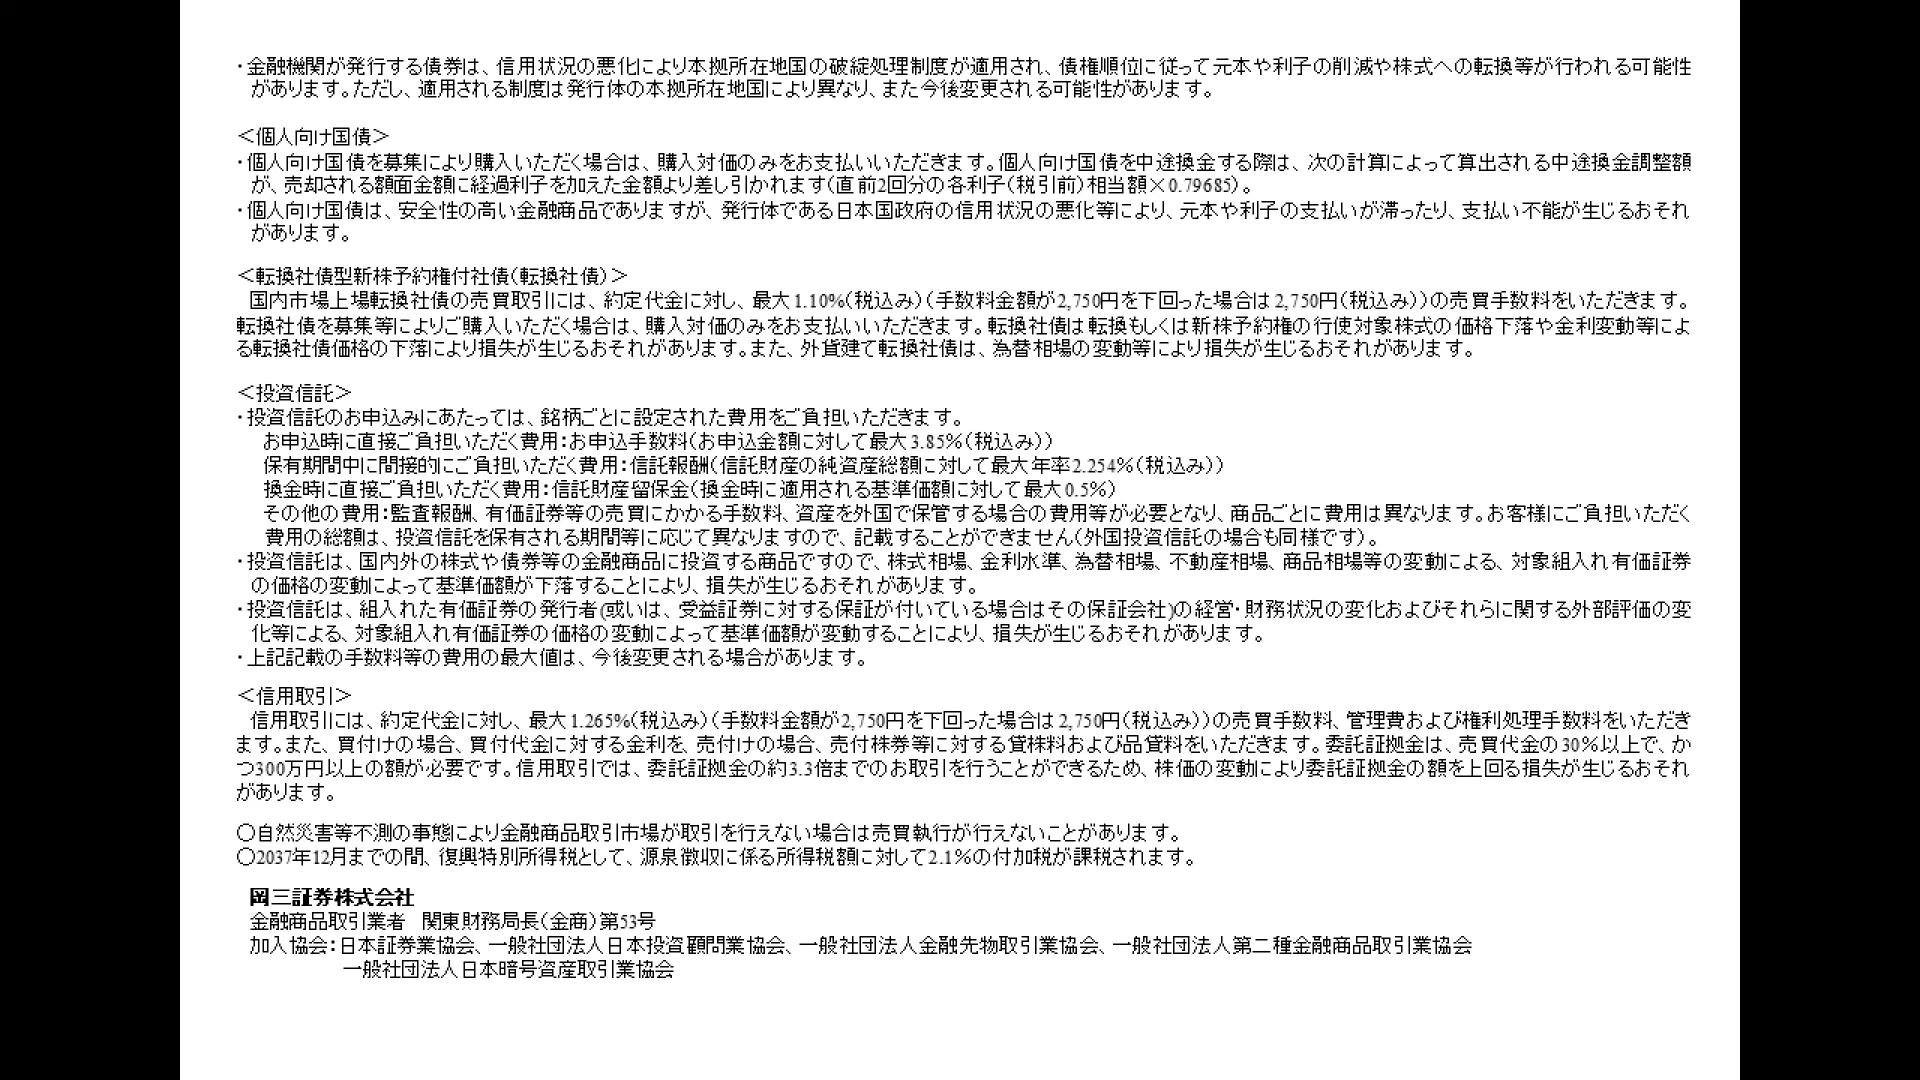 ・金融機関が発行する債券は、信用状況の悪化により本拠所在地国の破綻処理制度が適用され、債権順位に従って元本や利子の削減や株式への転換等が行われる可能性
があります。ただし、適用される制度は発行体の本拠所在地国により異なり、また今後変更される可能性があります。
＜個人向け国債＞
・個人向け国債を募集により購入いただく場合は、購入対価のみをお支払いいただきます。個人向け国債を中途換金する際は、次の計算によって算出される中途換金調整額
が、売却される額面金額に経過利子を加えた金額より差し引かれます（直前2回分の各利子（税引前）相当額×0.79685）。
・個人向け国債は、安全性の高い金融商品でありますが、発行体である日本国政府の信用状況の悪化等により、元本や利子の支払いが滞ったり、支払い不能が生じるおそれ
があります。
＜転換社債型新株予約権付社債（転換社債）＞
国内市場上場転換社債の売買取引には、約定代金に対し、最大1.10%（税込み）（手数料金額が2,750円を下回った場合は2,750円（税込み））の売買手数料をいただきます。
転換社債を募集等によりご購入いただく場合は、購入対価のみをお支払いいただきます。転換社債は転換もしくは新株予約権の行使対象株式の価格下落や金利変動等によ
る転換社債価格の下落により損失が生じるおそれがあります。また、外貨建て転換社債は、為替相場の変動等により損失が生じるおそれがあります。
＜投資信託＞
・投資信託のお申込みにあたっては、銘柄ごとに設定された費用をご負担いただきます。
お申込時に直接ご負担いただく費用：お申込手数料（お申込金額に対して最大3.85%（税込み））
保有期間中に間接的にご負担いただく費用：信託報酬（信託財産の純資産総額に対して最大年率2.254%（税込み））
換金時に直接ご負担いただく費用：信託財産留保金（換金時に適用される基準価額に対して最大0.5%）
その他の費用：監査報酬、有価証券等の売買にかかる手数料、資産を外国で保管する場合の費用等が必要となり、商品ごとに費用は異なります。お客様にご負担いただく
費用の総額は、投資信託を保有される期間等に応じて異なりますので、記載することができません（外国投資信託の場合も同様です）。
・投資信託は、国内外の株式や債券等の金融商品に投資する商品ですので、株式相場、金利水準、為替相場、不動産相場、商品相場等の変動による、対象組入れ有価証券
の価格の変動によって基準価額が下落することにより、損失が生じるおそれがあります。
・投資信託は、組入れた有価証券の発行者(或いは、受益証券に対する保証が付いている場合はその保証会社)の経営・財務状況の変化およびそれらに関する外部評価の変
化等による、対象組入れ有価証券の価格の変動によって基準価額が変動することにより、損失が生じるおそれがあります。
・上記記載の手数料等の費用の最大値は、今後変更される場合があります。
＜信用取引＞
信用取引には、約定代金に対し、最大1.265%（税込み）（手数料金額が2,750円を下回った場合は2,750円（税込み））の売買手数料、管理費および権利処理手数料をいただき
ます。また、買付けの場合、買付代金に対する金利を、売付けの場合、売付株券等に対する貸株料および品貸料をいただきます。委託証拠金は、売買代金の30%以上で、か
つ300万円以上の額が必要です。信用取引では、委託証拠金の約3.3倍までのお取引を行うことができるため、株価の変動により委託証拠金の額を上回る損失が生じるおそれ
があります。
○自然災害等不測の事態により金融商品取引市場が取引を行えない場合は売買執行が行えないことがあります。
○2037年12月までの間、復興特別所得税として、源泉徴収に係る所得税額に対して2.1%の付加税が課税されます。
岡三証券株式会社
金融商品取引業者　関東財務局長（金商）第53号
加入協会：日本証券業協会、一般社団法人日本投資顧問業協会、一般社団法人金融先物取引業協会、一般社団法人第二種金融商品取引業協会
一般社団法人日本暗号資産取引業協会